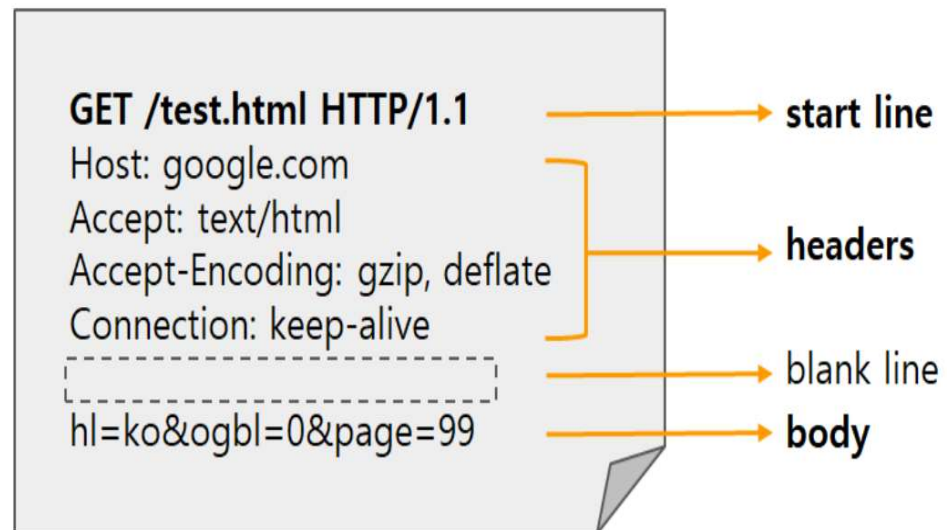 GET /test.html HTTP/1.1
start line
Host: google.com
Accept: text/html
headers
Accept-Encoding: gzip, deflate
Connection: keep-alive
blank line
hl=ko&ogbl=0&page=99
body